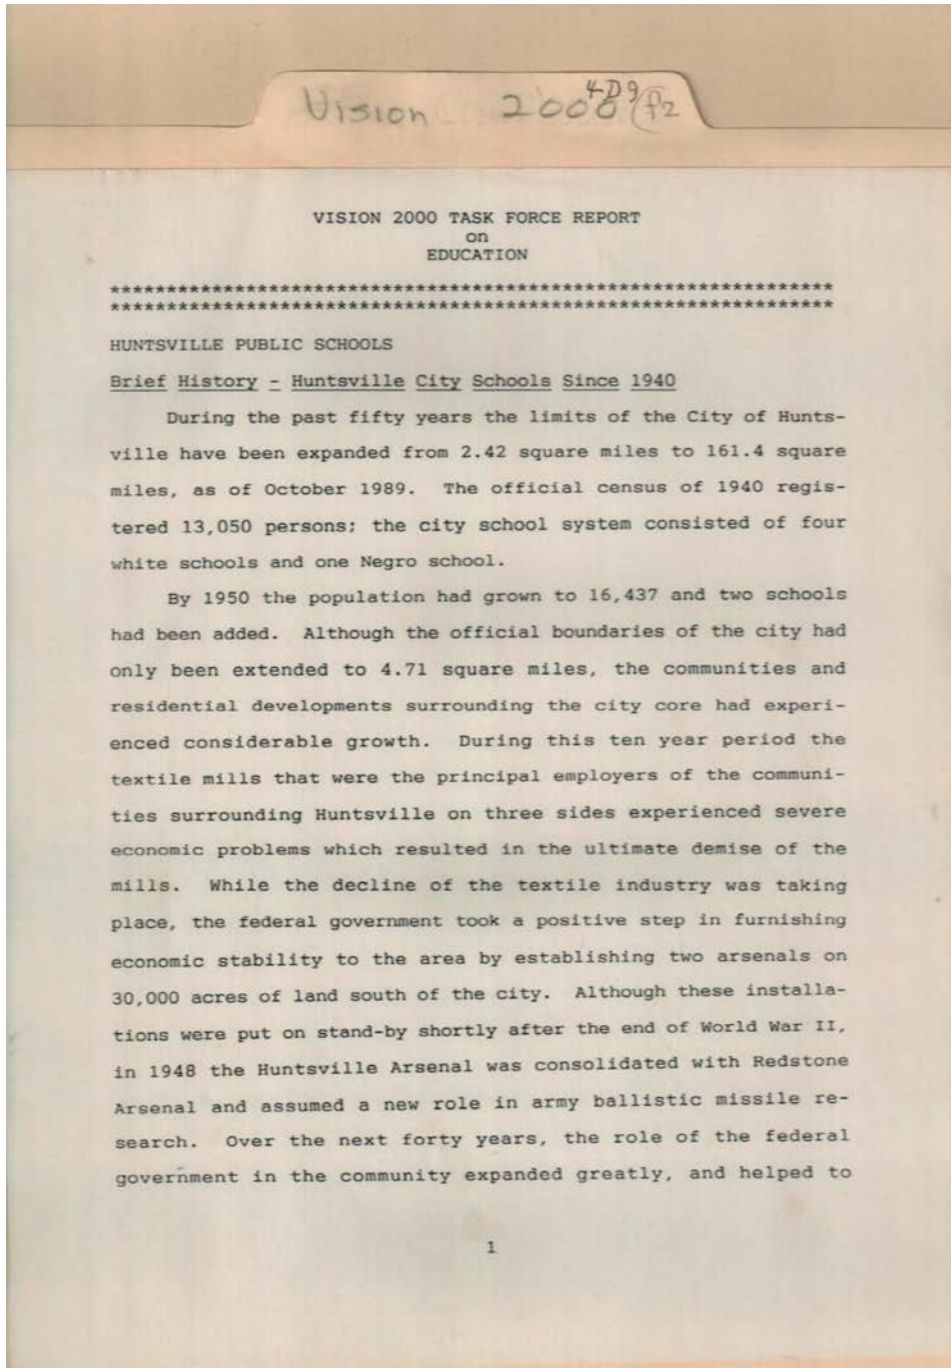 Vision 2000 4-D9 f2
VISION 2000 TASK FORCE REPORT
on
EDUCATION
*****************************************************************
*****************************************************************
HUNTSVILLE PUBLIC SCHOOLS
Brief History - Huntsville City Schools Since 1940
During the past fifty years the limits of the City of Hunts-
ville have been expanded from 2.42 square miles to 161.4 square
miles, as of October 1989. The official census of 1940 regis-
tered 13,050 persons; the city school system consisted of four
white schools and one Negro school.
By 1950 the population had grown to 16,437 and two schools
had been added. Although the official boundaries of the city had
only been extended to 4.71 square miles, the communities and
residential developments surrounding the city core had experi-
enced considerable growth. During this ten year period the
textile mills that were the principal employers of the communi-
ties surrounding Huntsville on three sides experienced severe
economic problems which resulted in the ultimate demise of the
mills. While the decline of the textile industry was taking
place, the federal government took a positive step in furnishing
economic stability to the area by establishing two arsenals on
30,000 acres of land south of the city. Although these installa-
tions were put on stand-by shortly after the end of World War II,
in 1948 the Huntsville Arsenal was consolidated with Redstone
Arsenal and assumed a new role in army ballistic missile re-
search. Over the next forty years, the role of the federal
government in the community expanded greatly, and helped to
1